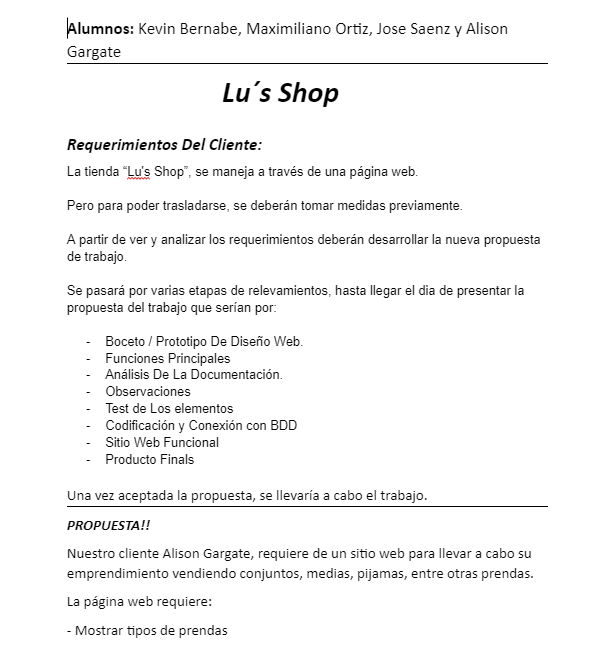 Alumnos: Kevin Bernabe, Maximiliano Ortiz, Jose Saenz y Alison
Gargate
Lu´s Shop
Requerimientos Del Cliente:
La tienda “Lu’s Shop”, se maneja a través de una página web.
Pero para poder trasladarse, se deberán tomar medidas previamente.
A partir de ver y analizar los requerimientos deberán desarrollar la nueva propuesta
de trabajo.
Se pasará por varias etapas de relevamientos, hasta llegar el dia de presentar la
propuesta del trabajo que serían por:
- Boceto / Prototipo De Diseño Web.
- Funciones Principales
- Análisis De La Documentación.
- Observaciones
- Test de Los elementos
- Codificación y Conexión con BDD
- Sitio Web Funcional
- Producto Finals
Una vez aceptada la propuesta, se llevaría a cabo el trabajo.
PROPUESTA!!
Nuestro cliente Alison Gargate, requiere de un sitio web para llevar a cabo su
emprendimiento vendiendo conjuntos, medias, pijamas, entre otras prendas.
La página web requiere:
- Mostrar tipos de prendas